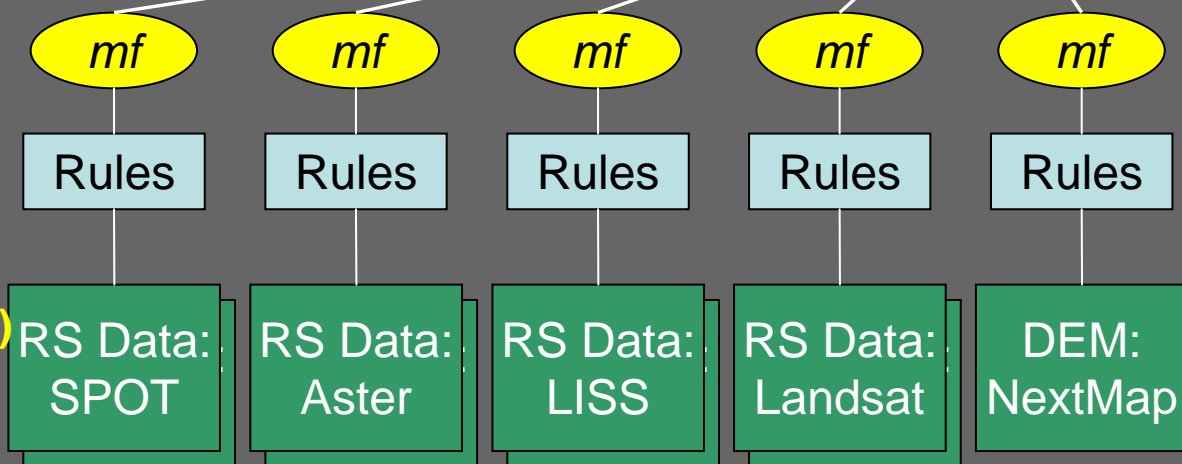 mf mf mf mf mf
Rules Rules Rules Rules Rules
) RS Data: RS Data: RS Data: RS Data: DEM:
SPOT Aster LISS Landsat NextMap